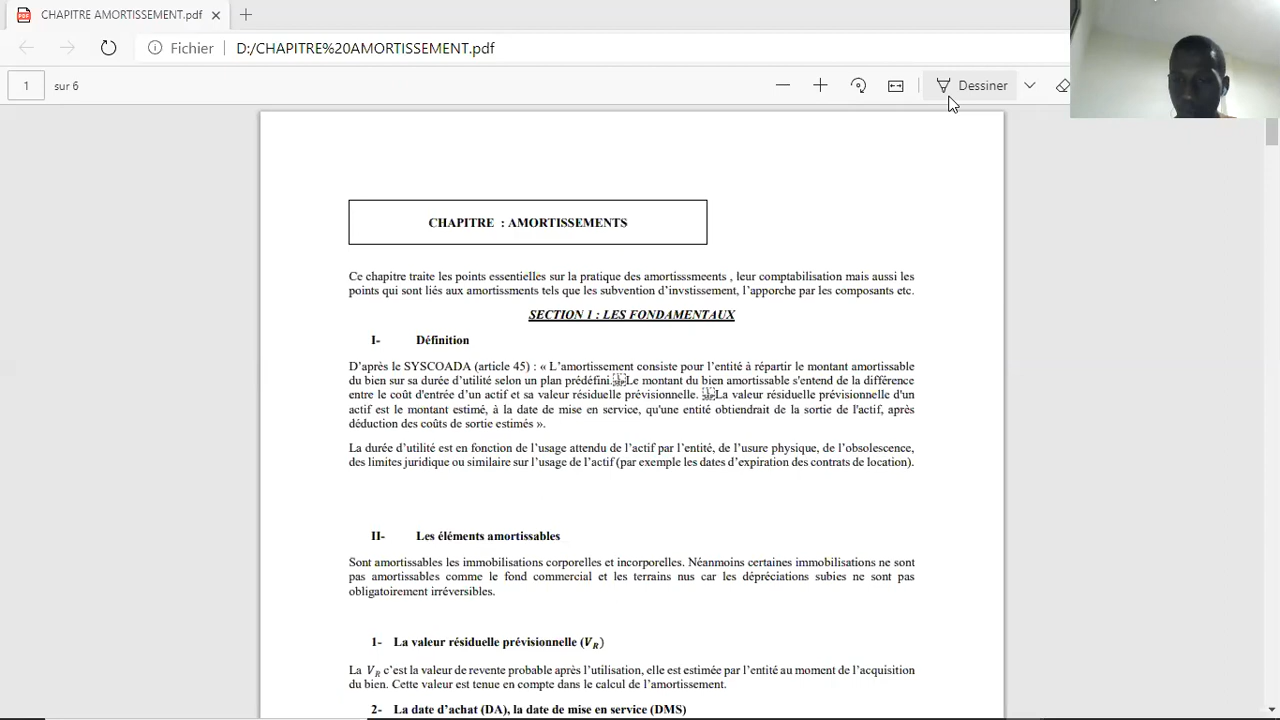 CHAPITRE AMORTISSEMENT.pdf
Fichier D:/CHAPITRE%20AMORTISSEMENT.pdf
1 sur 6 Dessiner
CHAPITRE : AMORTISSEMENTS
Ce chapitre traite les points essentielles sur la pratique des amortisssmeents , leur comptabilisation mais aussi les
points qui sont liés aux amortissments tels que les subvention d’invstissement, l’apporche par les composants etc.
SECTION 1 : LES FONDAMENTAUX
I- Définition
D’après le SYSCOADA (article 45) : « L’amortissement consiste pour l’entité à répartir le montant amortissable
du bien sur sa durée d’utilité selon un plan prédéfini. Le montant du bien amortissable s'entend de la différence
entre le coût d'entrée d’un actif et sa valeur résiduelle prévisionnelle. La valeur résiduelle prévisionnelle d'un
actif est le montant estimé, à la date de mise en service, qu'une entité obtiendrait de la sortie de l'actif, après
déduction des coûts de sortie estimés ».
La durée d’utilité est en fonction de l’usage attendu de l’actif par l’entité, de l’usure physique, de l’obsolescence,
des limites juridique ou similaire sur l’usage de l’actif (par exemple les dates d’expiration des contrats de location).
II- Les éléments amortissables
Sont amortissables les immobilisations corporelles et incorporelles. Néanmoins certaines immobilisations ne sont
pas amortissables comme le fond commercial et les terrains nus car les dépréciations subies ne sont pas
obligatoirement irréversibles.
1- La valeur résiduelle prévisionnelle (V_R)
La V_R c’est la valeur de revente probable après l’utilisation, elle est estimée par l’entité au moment de l’acquisition
du bien. Cette valeur est tenue en compte dans le calcul de l’amortissement.
2- La date d’achat (DA), la date de mise en service (DMS)